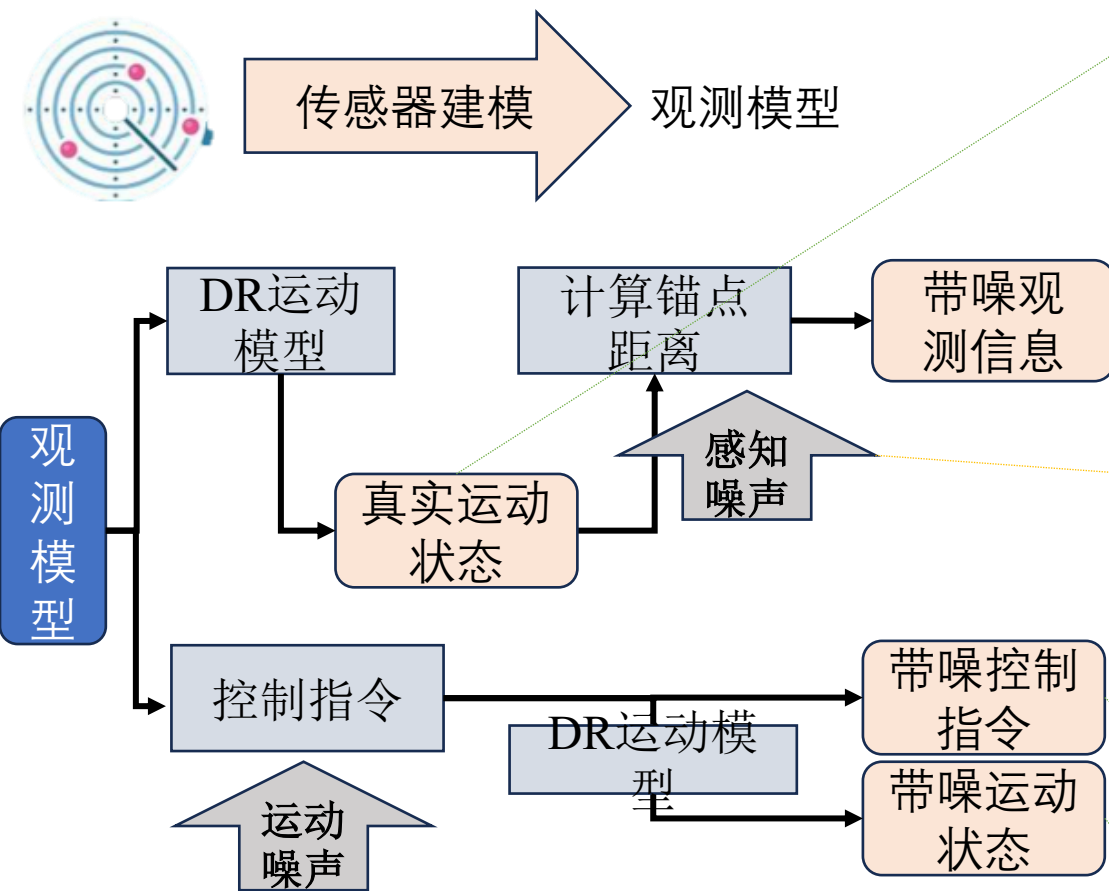 传感器建模
观测模型
DR运动
模型
计算锚点
距离
带噪观
测信息
观
测
模
型
感知
噪声
真实运动
状态
控制指令
带噪控制
指令
DR运动模
型
运动
噪声
带噪运动
状态